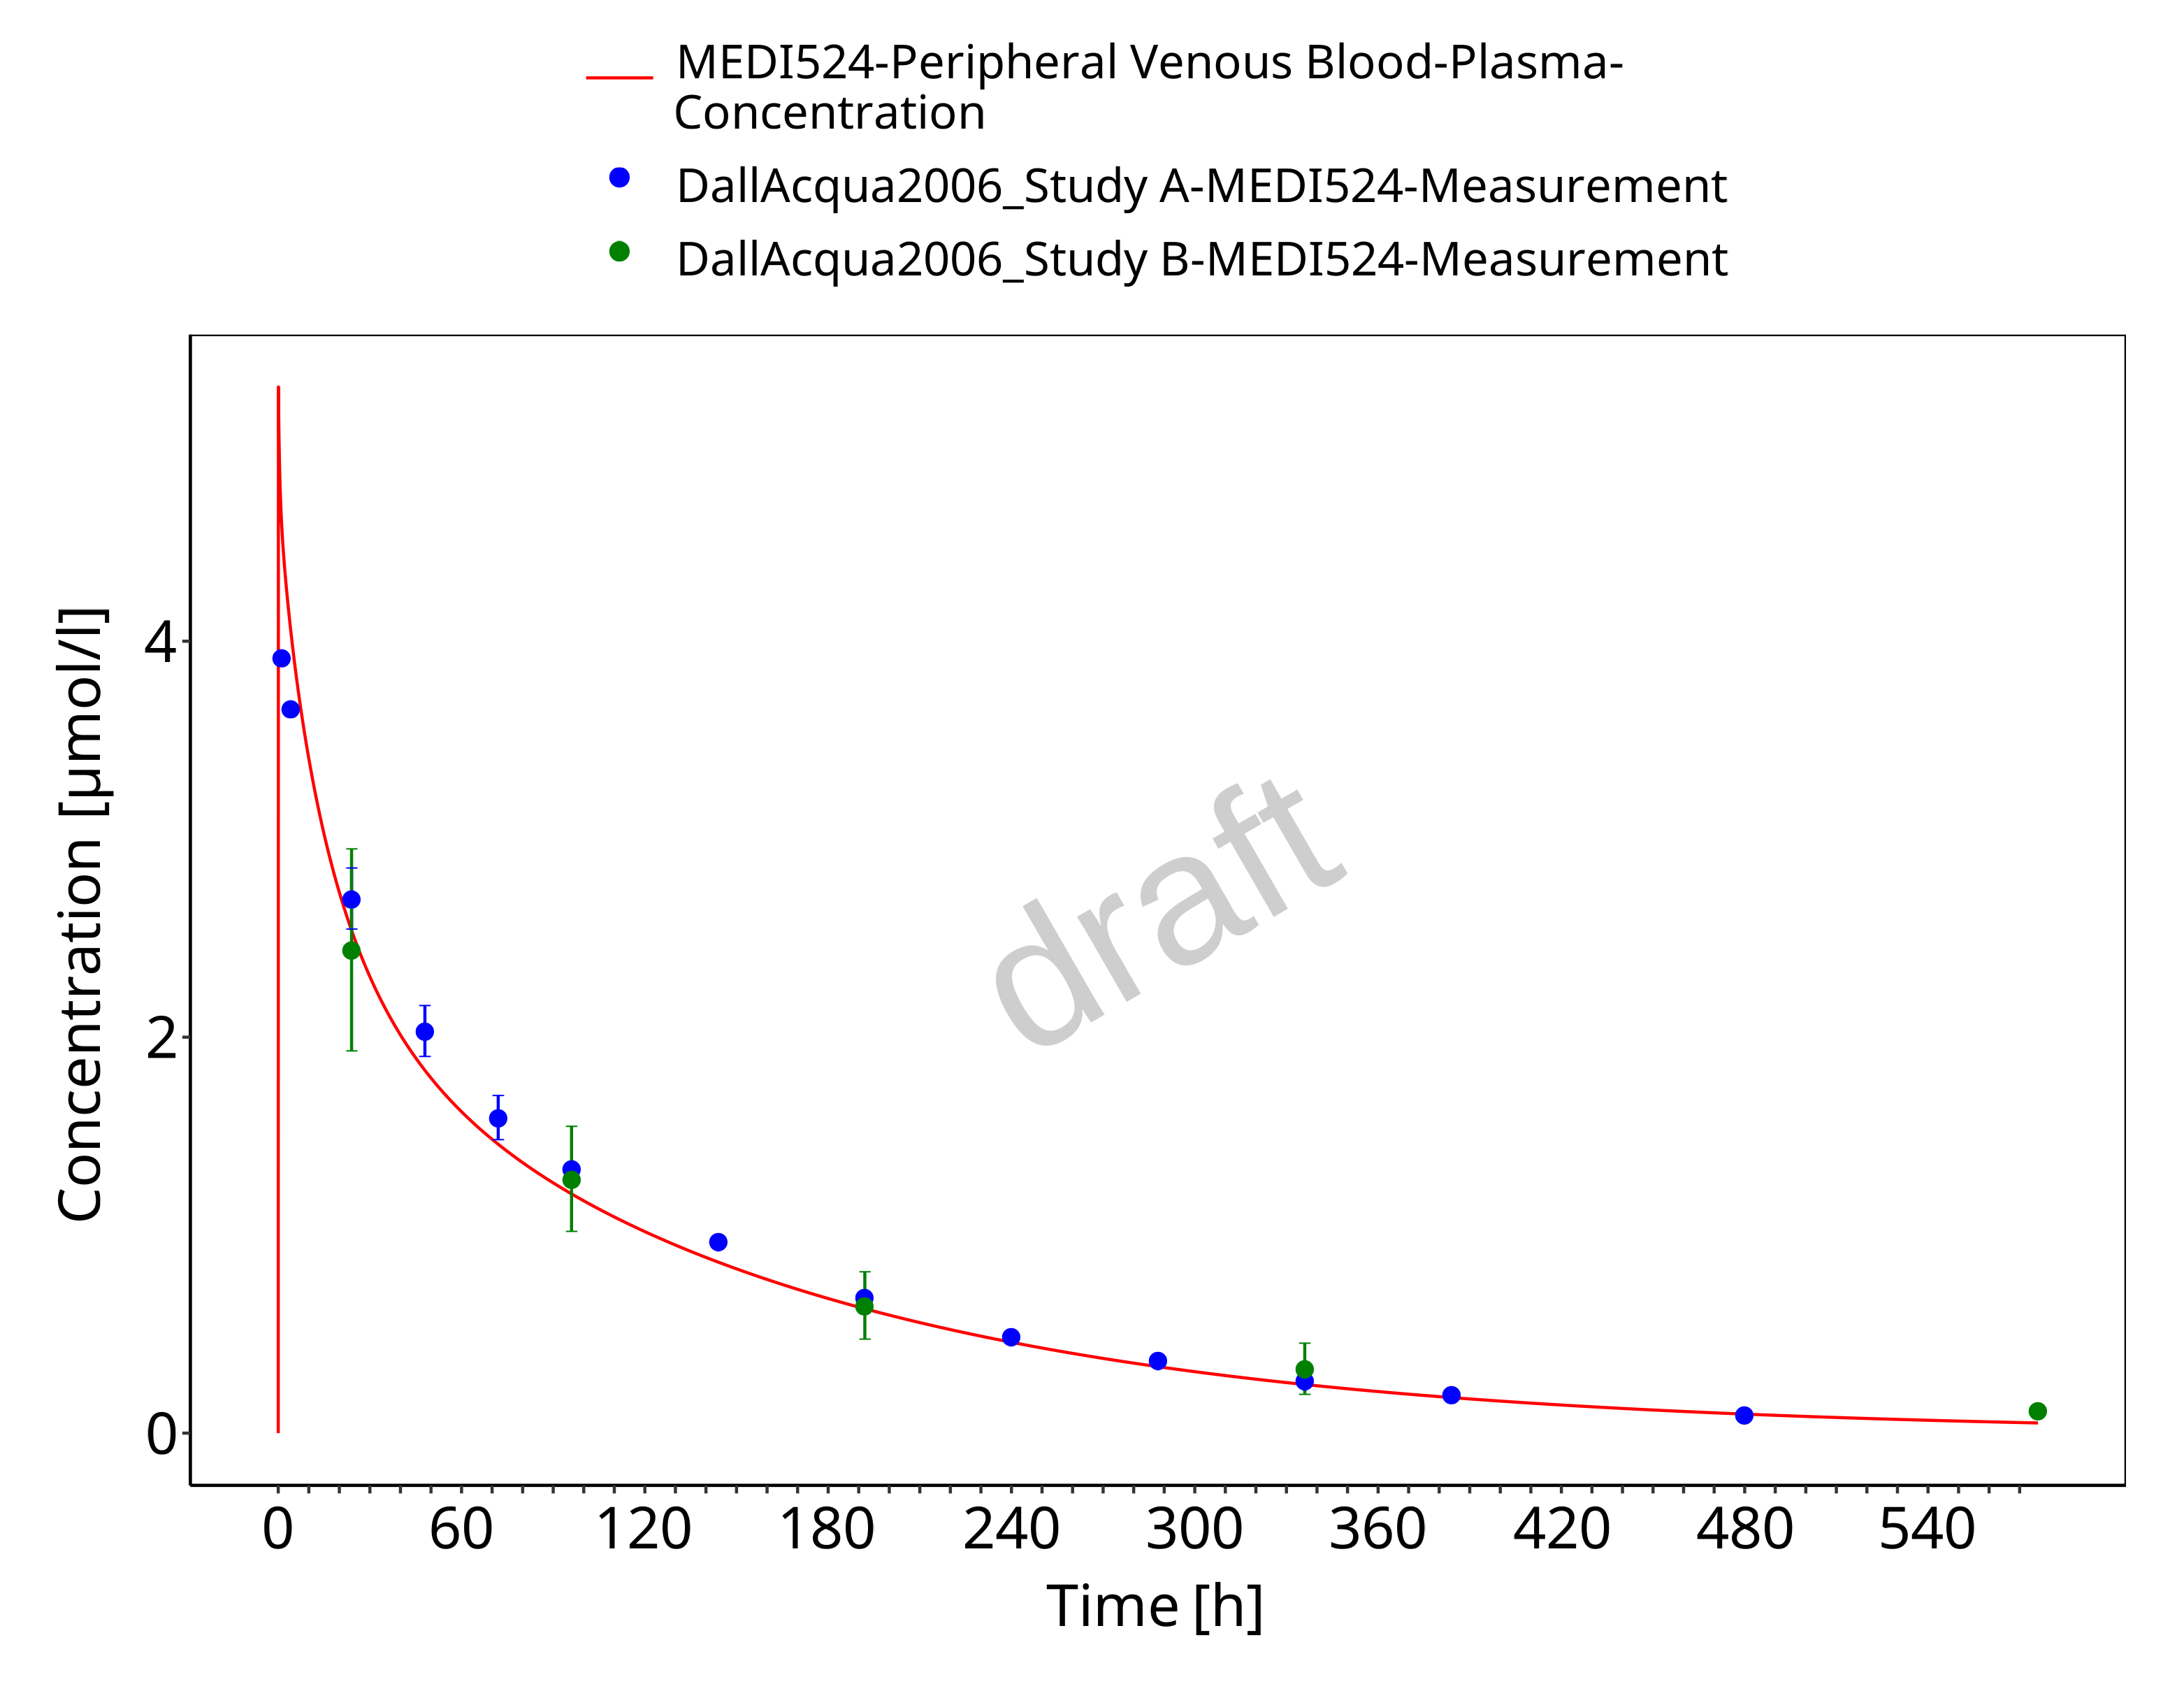 MEDI524-Peripheral Venous Blood-Plasma-
Concentration
DallAcqua2006_Study A-MEDI524-Measurement
DallAcqua2006_Study B-MEDI524-Measurement
Concentration [µmol/l]
4
2
0
draft
0 60 120 180 240 300 360 420 480 540
Time [h]